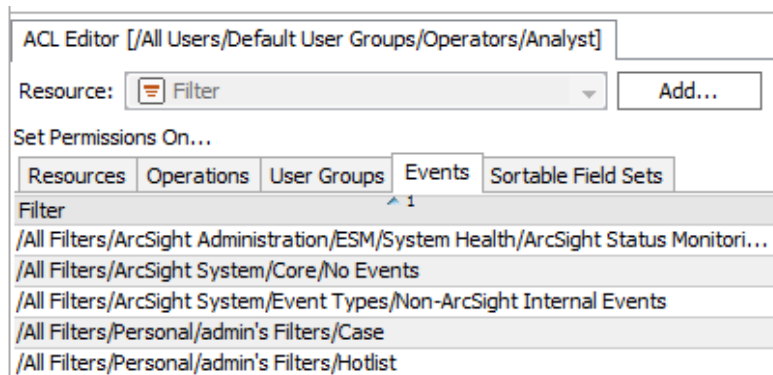 ACL Editor [/All Users/Default User Groups/Operators/Analyst]
Resource: Filter Add...
Set Permissions On...
Resources Operations User Groups Events Sortable Field Sets
Filter 1
/All Filters/ArcSight Administration/ESM/System Health/ArcSight Status Monitori...
/All Filters/ArcSight System/Core/No Events
/All Filters/ArcSight System/Event Types/Non-ArcSight Internal Events
/All Filters/Personal/admin's Filters/Case
/All Filters/Personal/admin's Filters/Hotlist